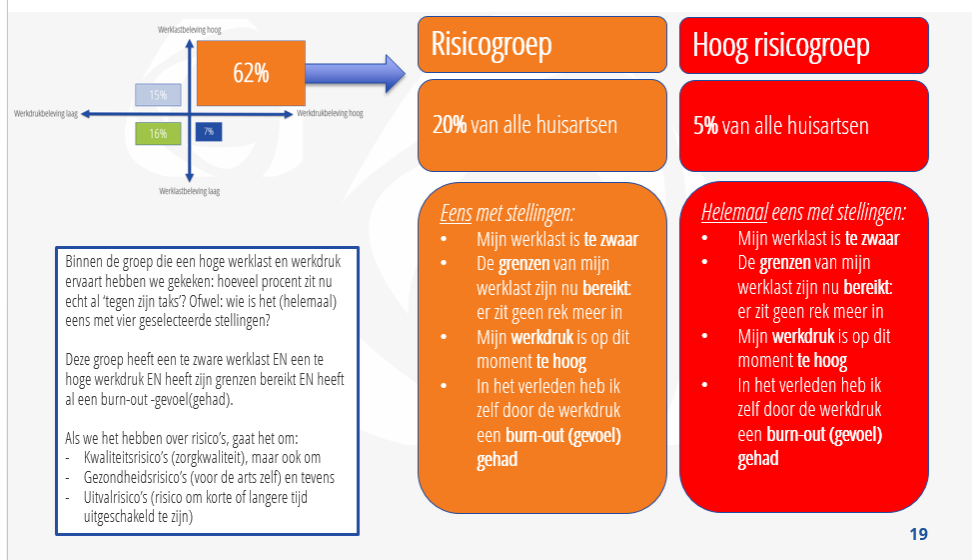 Werklastbeleving hoog
62%
15%
Werkdrukbeleving laag
Werkdrukbeleving hoog
16%
7%
Werklastbeleving laag
Binnen de groep die een hoge werklast en werkdruk
ervaart hebben we gekeken: hoeveel procent zit nu
echt al ‘tegen zijn taks’? Ofwel: wie is het (helemaal)
eens met vier geselecteerde stellingen?
Deze groep heeft een te zware werklast EN een te
hoge werkdruk EN heeft zijn grenzen bereikt EN heeft
al een burn-out -gevoel(gehad).
Als we het hebben over risico’s, gaat het om:
- Kwaliteitsrisico’s (zorgkwaliteit), maar ook om
- Gezondheidsrisico’s (voor de arts zelf) en tevens
- Uitvalrisico’s (risico om korte of langere tijd
uitgeschakeld te zijn)
Risicogroep
20% van alle huisartsen
Eens met stellingen:
• Mijn werklast is te zwaar
• De grenzen van mijn
werklast zijn nu bereikt:
er zit geen rek meer in
• Mijn werkdruk is op dit
moment te hoog
• In het verleden heb ik
zelf door de werkdruk
een burn-out (gevoel)
gehad
Hoog risicogroep
5% van alle huisartsen
Helemaal eens met stellingen:
• Mijn werklast is te zwaar
• De grenzen van mijn
werklast zijn nu bereikt:
er zit geen rek meer in
• Mijn werkdruk is op dit
moment te hoog
• In het verleden heb ik
zelf door de werkdruk
een burn-out (gevoel)
gehad
19